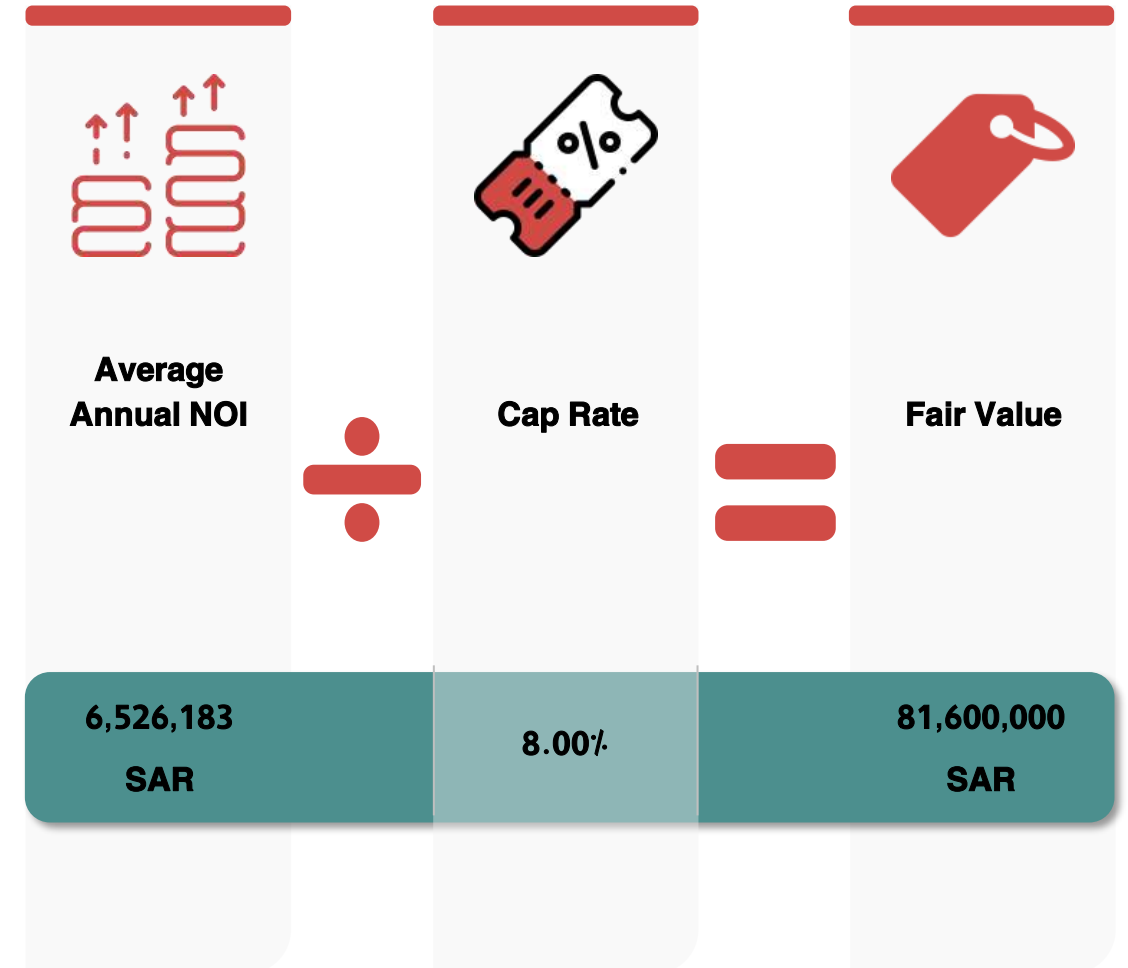 Average
Annual NOI
Cap Rate
Fair Value
6,526,183
SAR
8.00%
81,600,000
SAR